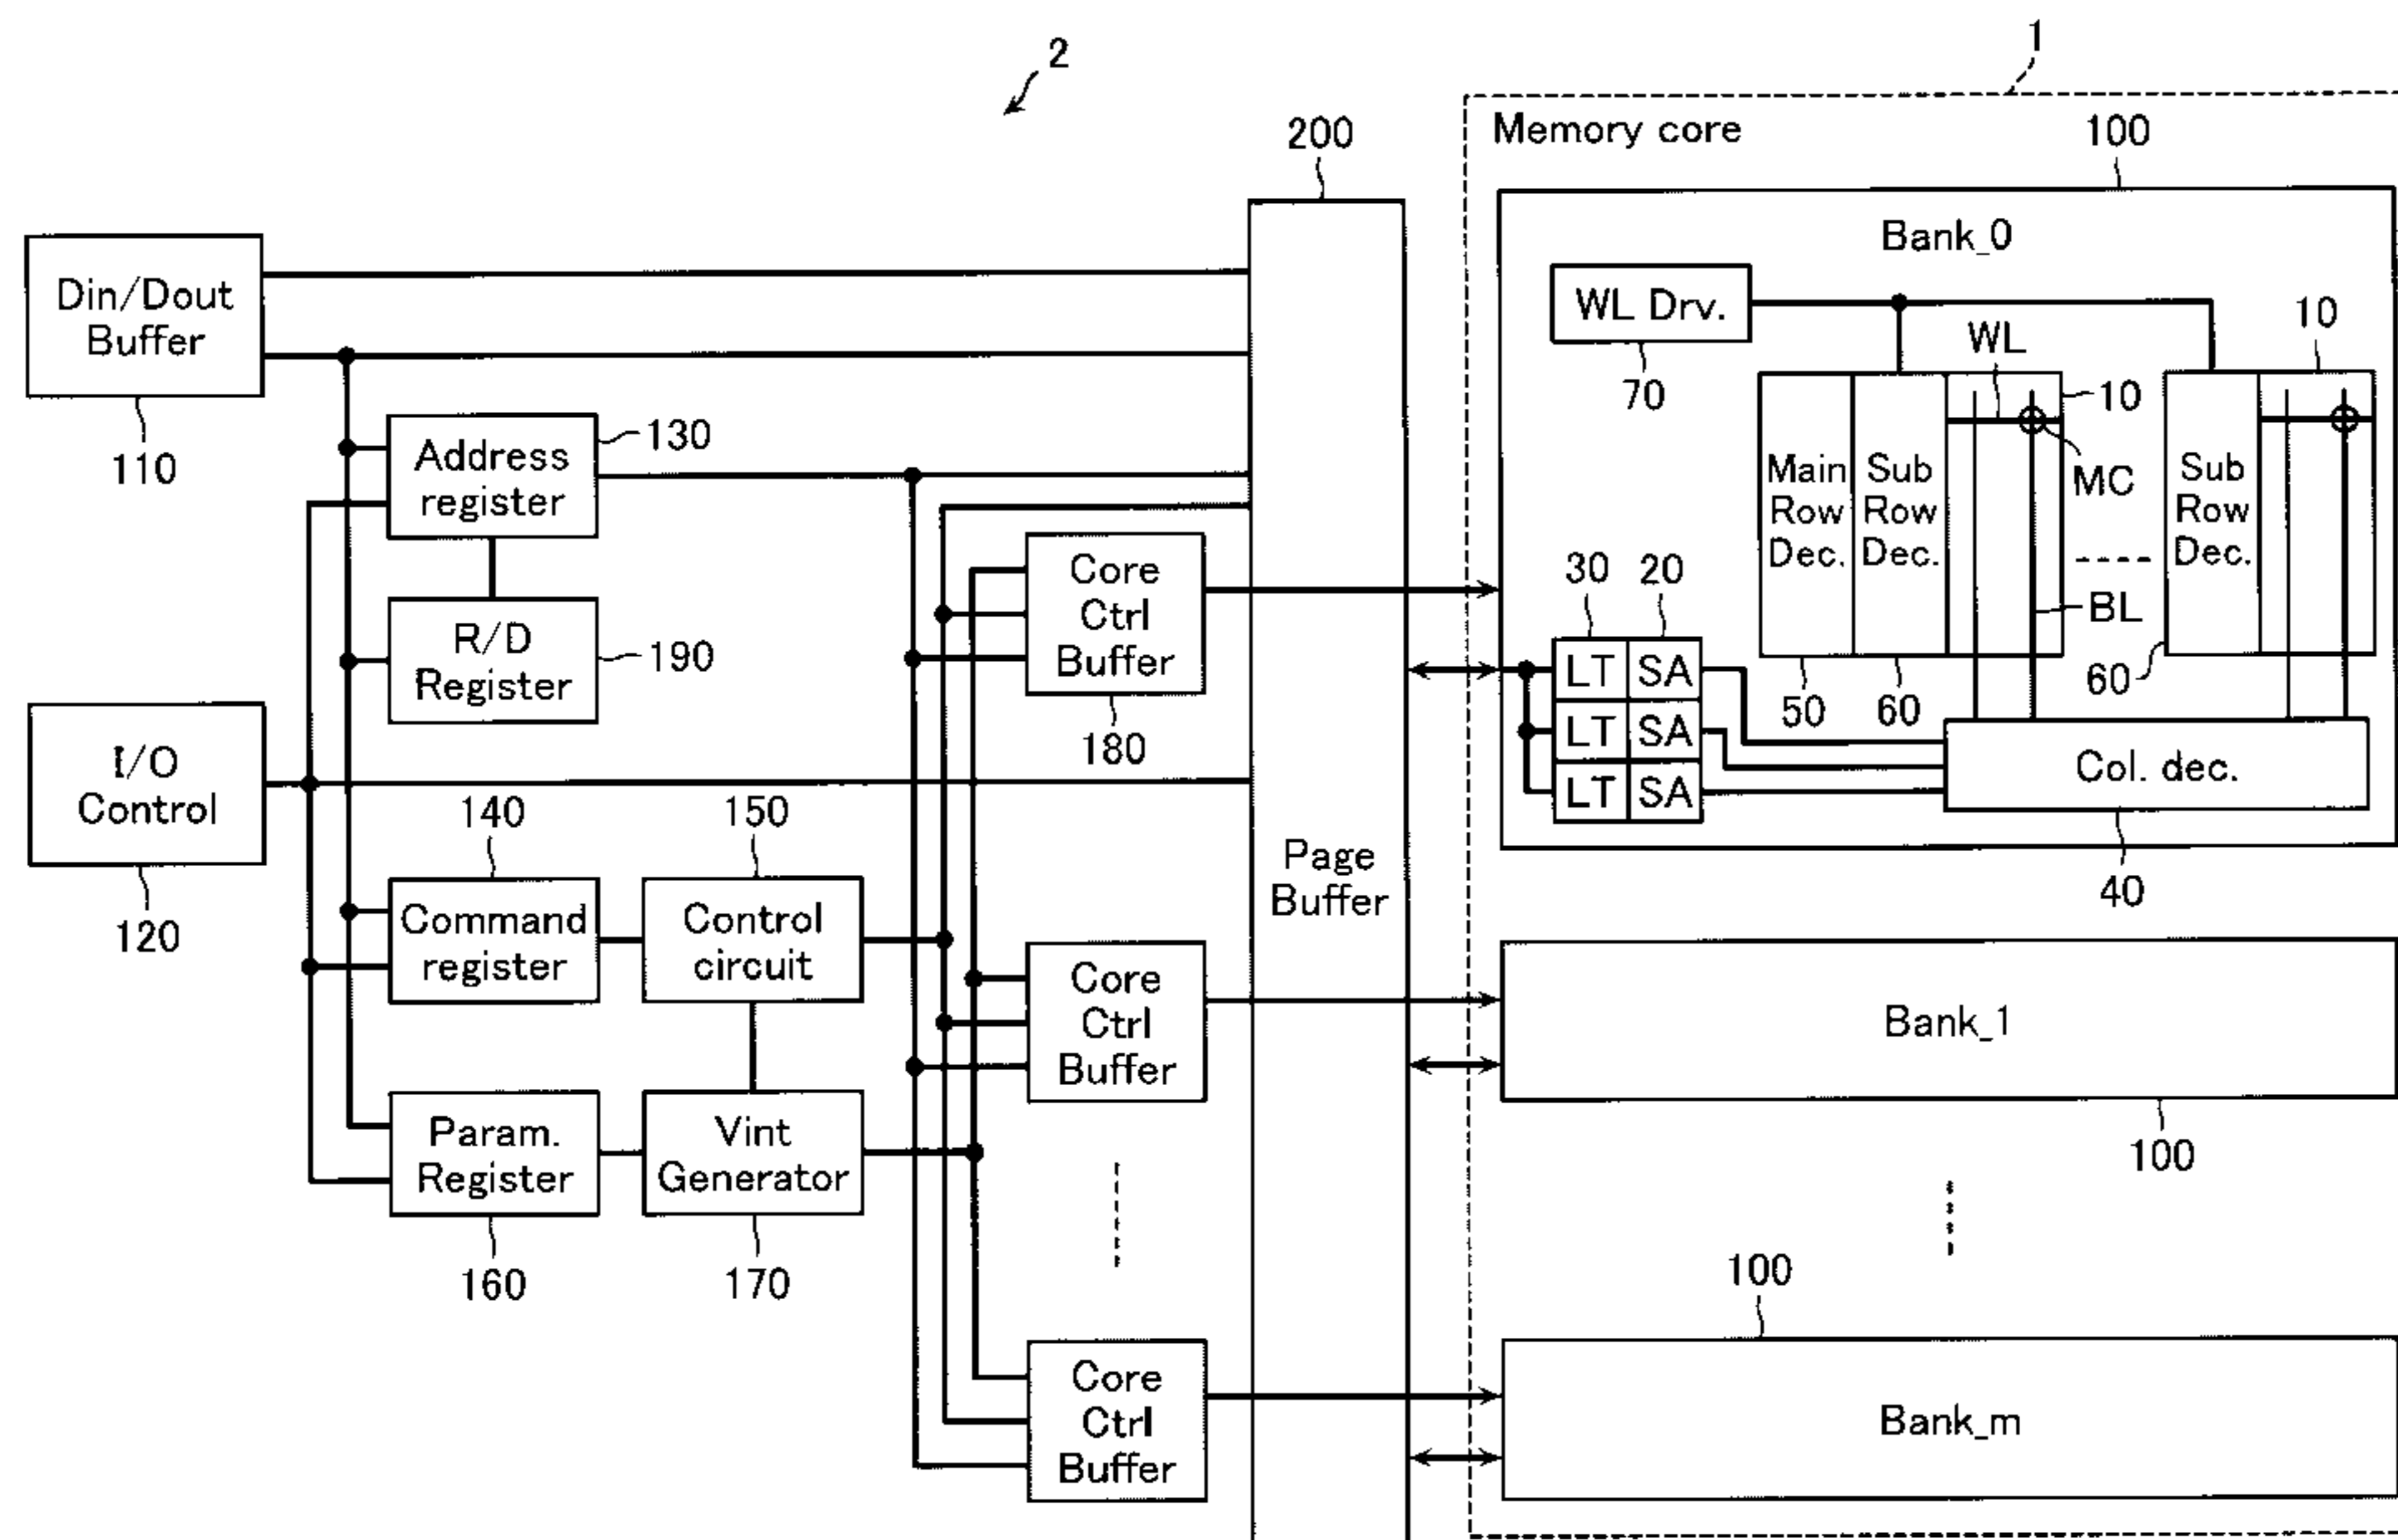 2
1
200
Memory core
100
Bank_0
Din/Dout
Buffer
110
WL Drv.
70
WL
10
10
MC
BL
Main
Row
Dec.
Sub
Row
Dec.
Sub
Row
Dec.
50
60
60
30
20
LT
SA
LT
SA
LT
SA
Col. dec.
40
Address
register
130
R/D
Register
190
Core
Ctrl
Buffer
180
I/O
Control
120
140
Command
register
150
Control
circuit
Page
Buffer
Core
Ctrl
Buffer
Bank_1
100
Param.
Register
160
Vint
Generator
170
100
Core
Ctrl
Buffer
Bank_m